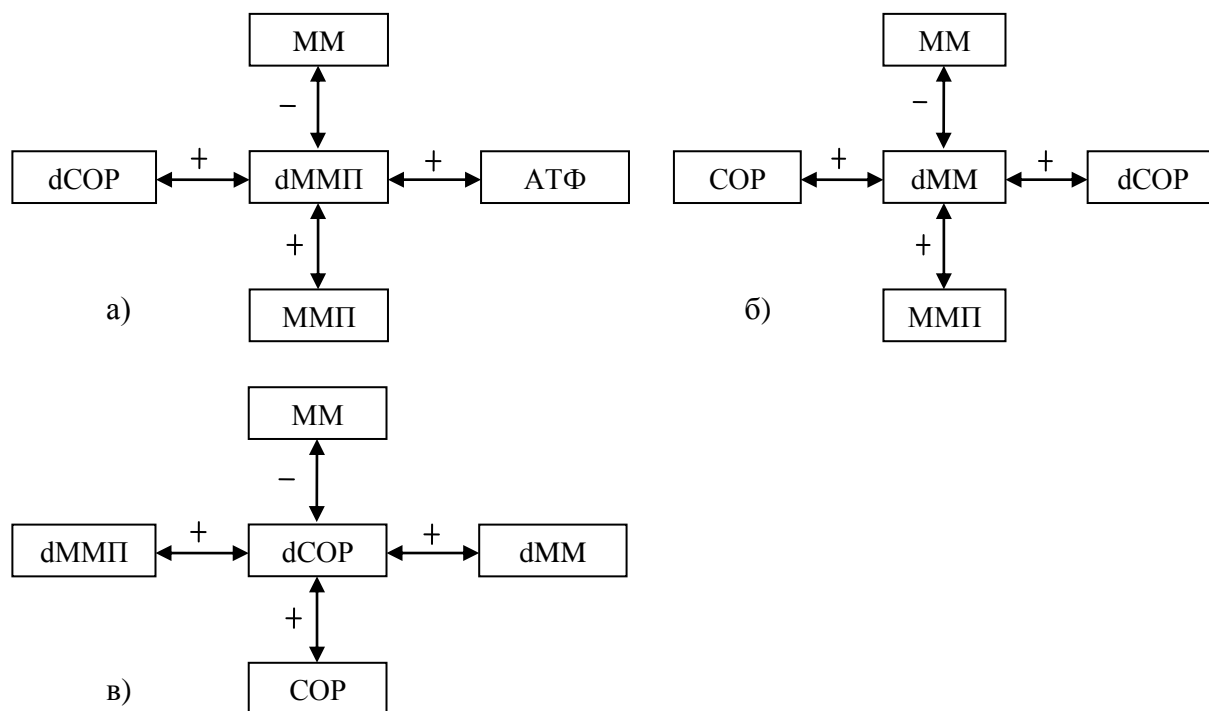 ММ
ММ
–
–
dСОР
+
dММП
+
АТФ
СОР
+
dММ
+
dСОР
+
+
а)
ММП
б)
ММП
ММ
–
dММП
+
dСОР
+
dММ
+
в)
СОР